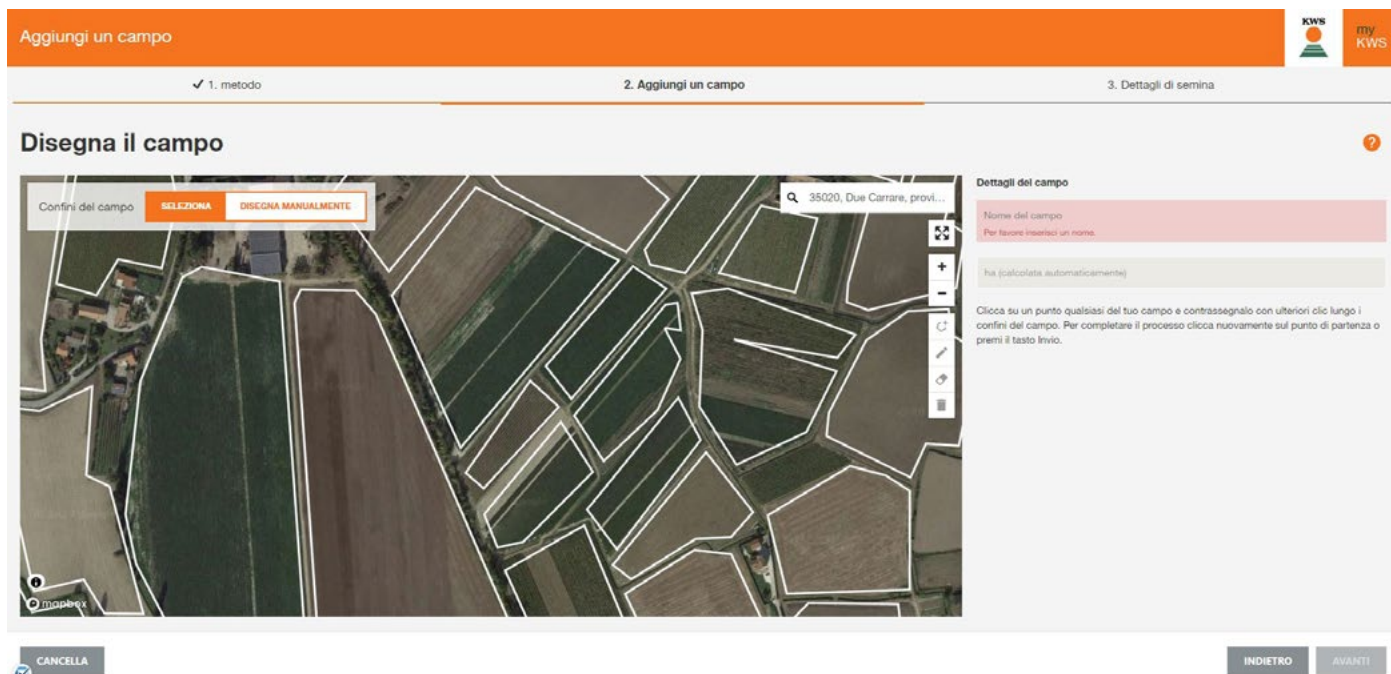 Aggiungi un campo
KWS
my
KWS
✔ 1. metodo
2. Aggiungi un campo
3. Dettagli di semina
Disegna il campo
?
Confini del campo
SELEZIONA
DISEGNA MANUALMENTE
35020, Due Carrare, provi...
Dettagli del campo
Nome del campo
Per favore inserisci un nome.
ha (calcolata automaticamente)
Clicca su un punto qualsiasi del tuo campo e contrassegnalo con ulteriori clic lungo i
confini del campo. Per completare il processo clicca nuovamente sul punto di partenza o
premi il tasto Invio.
mapbox
CANCELLA
INDIETRO
AVANTI